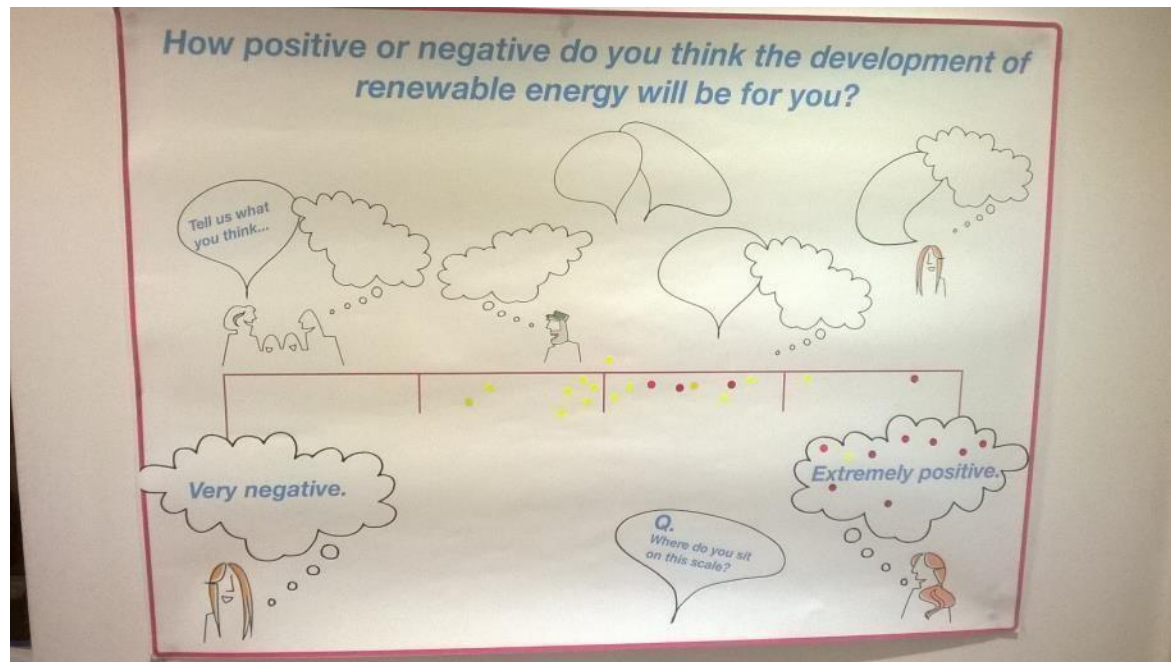 How positive or negative do you think the development of
renewable energy will be for you?
Tell us what
you think...
Very negative.
Extremely positive.
Q.
Where do you sit
on this scale?